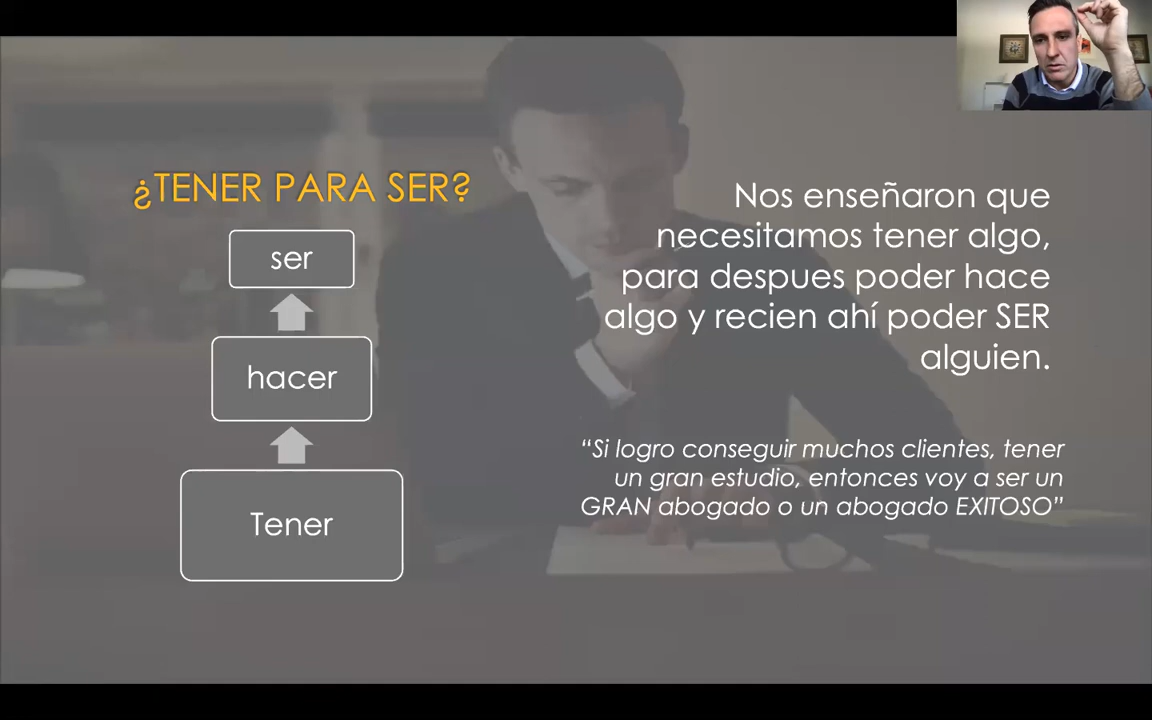 ¿TENER PARA SER?
ser
hacer
Tener
Nos enseñaron que
necesitamos tener algo,
para despues poder hace
algo y recien ahí poder SER
alguien.
“Si logro conseguir muchos clientes, tener
un gran estudio, entonces voy a ser un
GRAN abogado o un abogado EXITOSO”